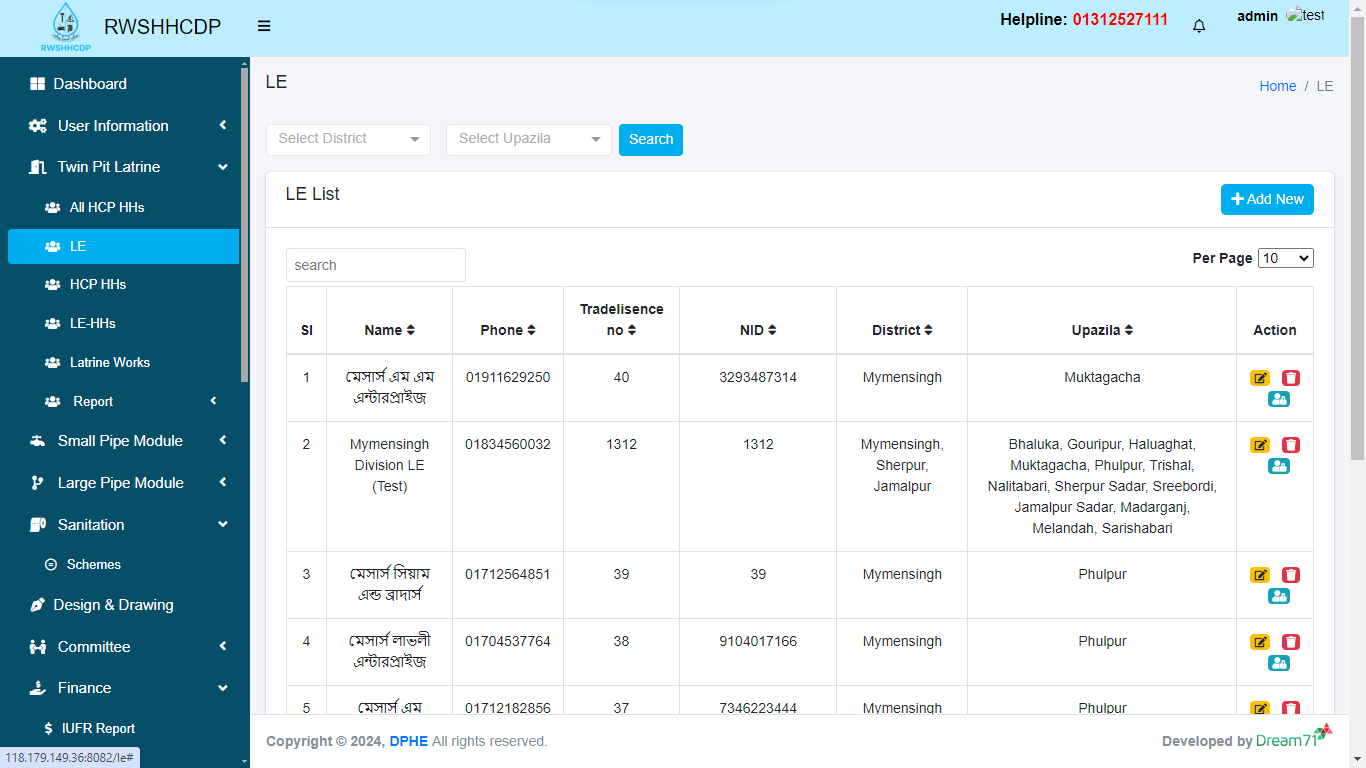 RWSHHCDP
RWSHHCDP
Helpline: 01312527111
admin
test
Dashboard
User Information
Twin Pit Latrine
All HCP HHs
LE
HCP HHs
LE-HHs
Latrine Works
Report
Small Pipe Module
Large Pipe Module
Sanitation
Schemes
Design & Drawing
Committee
Finance
IUFR Report
118.179.149.36:8082/le#
LE
Home / LE
Select District
Select Upazila
Search
LE List
Add New
search
Per Page 10
Sl Name Phone Tradelisence no NID District Upazila Action
1 মেসার্স এম এম 01911629250 40 3293487314 Mymensingh Muktagacha
এন্টারপ্রাইজ
2 Mymensingh 01834560032 1312 1312 Mymensingh, Bhaluka, Gouripur, Haluaghat,
Division LE Sherpur, Muktagacha, Phulpur, Trishal,
(Test) Jamalpur Nalitabari, Sherpur Sadar, Sreebordi,
Jamalpur Sadar, Madarganj,
Melandah, Sarishabari
3 মেসার্স সিয়াম 01712564851 39 39 Mymensingh Phulpur
এন্ড ব্রাদার্স
4 মেসার্স লাভলী 01704537764 38 9104017166 Mymensingh Phulpur
এন্টারপ্রাইজ
5 মেসার্স এম 01712182856 37 7346223444 Mymensingh Phulpur
Copyright © 2024, DPHE All rights reserved.
Developed by Dream71